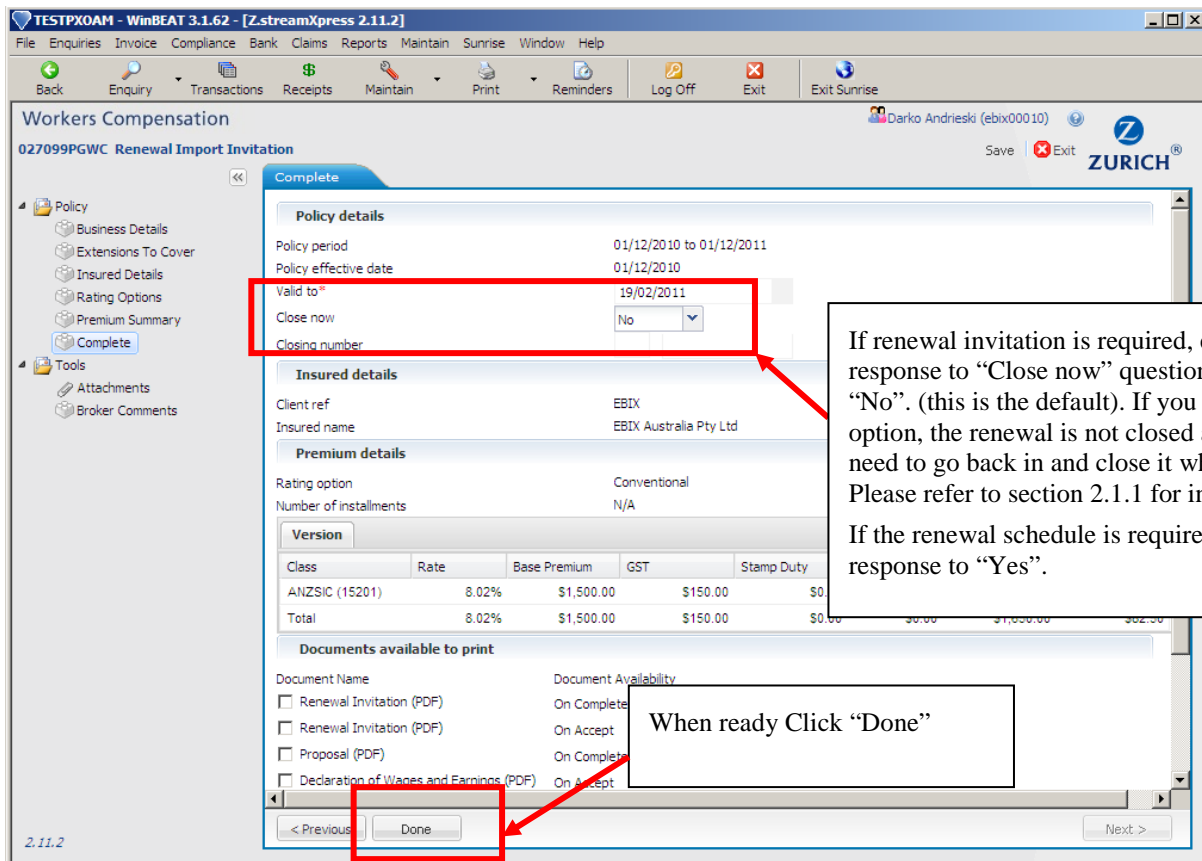 TESTPXOAM - WinBEAT 3.1.62 - [Z.streamXpress 2.11.2]
File Enquiries Invoice Compliance Bank Claims Reports Maintain Sunrise Window Help
Back Enquiry Transactions Receipts Maintain Print Reminders Log Off Exit Exit Sunrise
Workers Compensation
Darko Andrieski (ebix00010)
027099PGWC Renewal Import Invitation
Save Exit
Z ZURICH®
Complete
Policy
Business Details
Extensions To Cover
Insured Details
Rating Options
Premium Summary
Complete
Tools
Attachments
Broker Comments
Policy details
Policy period 01/12/2010 to 01/12/2011
Policy effective date 01/12/2010
Valid to* 19/02/2011
Close now No
Closing number
Insured details
Client ref EBIX
Insured name EBIX Australia Pty Ltd
Premium details
Rating option Conventional
Number of installments N/A
Version
Class Rate Base Premium GST Stamp Duty
ANZSIC (15201) 8.02% $1,500.00 $150.00 $0.
Total 8.02% $1,500.00 $150.00 $0.00 $0.00 $1,650.00 $82.50
Documents available to print
Document Name Document Availability
Renewal Invitation (PDF) On Complete
Renewal Invitation (PDF) On Accept
Proposal (PDF) On Complete
Declaration of Wages and Earnings (PDF) On Accept
< Previous Done Next >
2.11.2
If renewal invitation is required,
response to “Close now” question
“No”. (this is the default). If you
option, the renewal is not closed
need to go back in and close it
Please refer to section 2.1.1 for
If the renewal schedule is require
response to “Yes”.
When ready Click “Done”